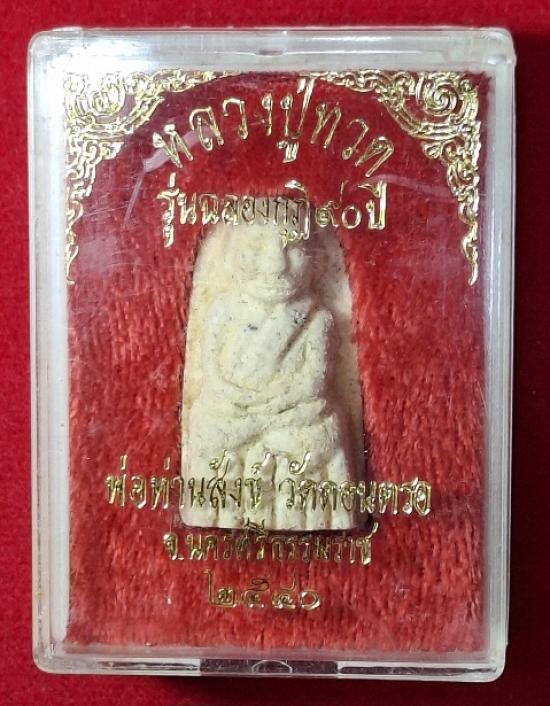 หลวงปู่ทวด
รุ่นฉลองกุฏิ๙๐ปี
พ่อท่านสังข์ วัดดอนตรอ
จ.นครศรีธรรมราช
๒๕๔๐